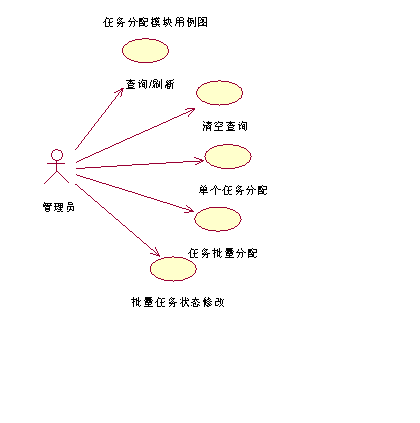 任务分配模块用例图
查询/刷新
清空查询
单个任务分配
管理员
任务批量分配
批量任务状态修改